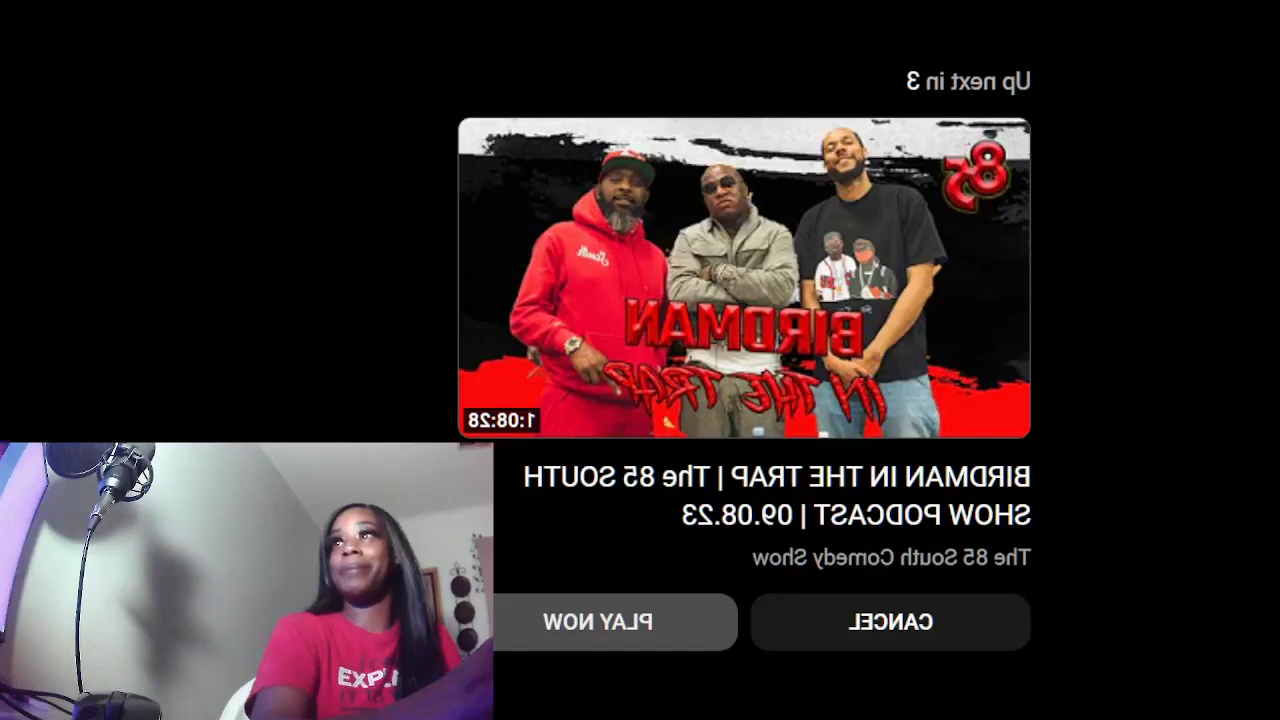 Up next in 3
85
South
BIRDMAN
IN THE TRAP
1:08:28
BIRDMAN IN THE TRAP | The 85 SOUTH
SHOW PODCAST | 09.08.23
The 85 South Comedy Show
CANCEL
PLAY NOW